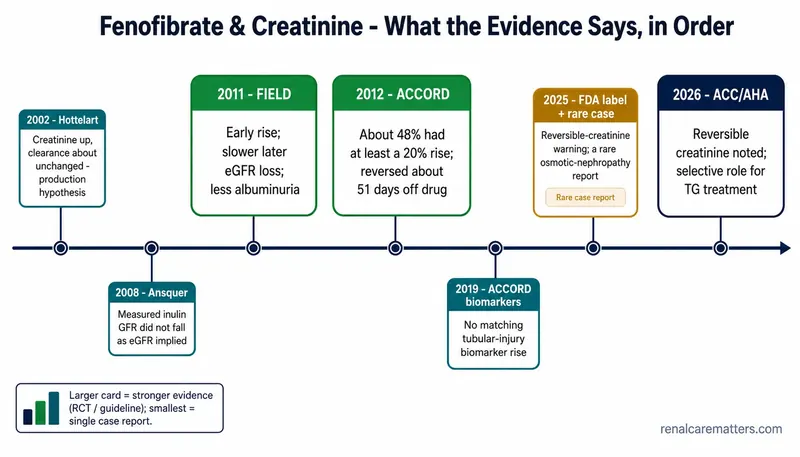 Fenofibrate & Creatinine - What the Evidence Says, in Order
2002 - Hottelart
Creatinine up,
clearance about
unchanged -
production
hypothesis
2008 - Ansquer
Measured inulin
GFR did not fall
as eGFR implied
2011 - FIELD
Early rise;
slower later
eGFR loss;
less albuminuria
2012 - ACCORD
About 48% had
at least a 20% rise;
reversed about
51 days off drug
2019 - ACCORD
biomarkers
No matching
tubular-injury
biomarker rise
2025 - FDA label
+ rare case
Reversible-creatinine
warning; a rare
osmotic-nephropathy
report
Rare case report
2026 - ACC/AHA
Reversible
creatinine noted;
selective role for
TG treatment
Larger card = stronger evidence
(RCT / guideline); smallest =
single case report.
renalcarematters.com